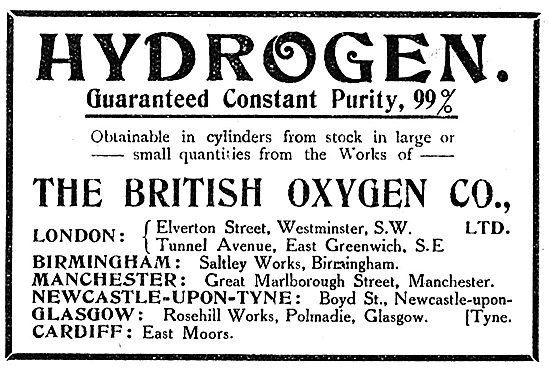 HYDROGEN.
Guaranteed Constant Purity, 99%
Obtainable in cylinders from stock in large or
—— small quantities from the Works of ——
THE BRITISH OXYGEN CO.,
LTD.
LONDON: { Elverton Street, Westminster, S.W.
Tunnel Avenue, East Greenwich, S.E
BIRMINGHAM: Saltley Works, Birmingham.
MANCHESTER: Great Marlborough Street, Manchester.
NEWCASTLE-UPON-TYNE: Boyd St., Newcastle-upon-
GLASGOW: Rosehill Works, Polmadie, Glasgow. [Tyne.
CARDIFF: East Moors.